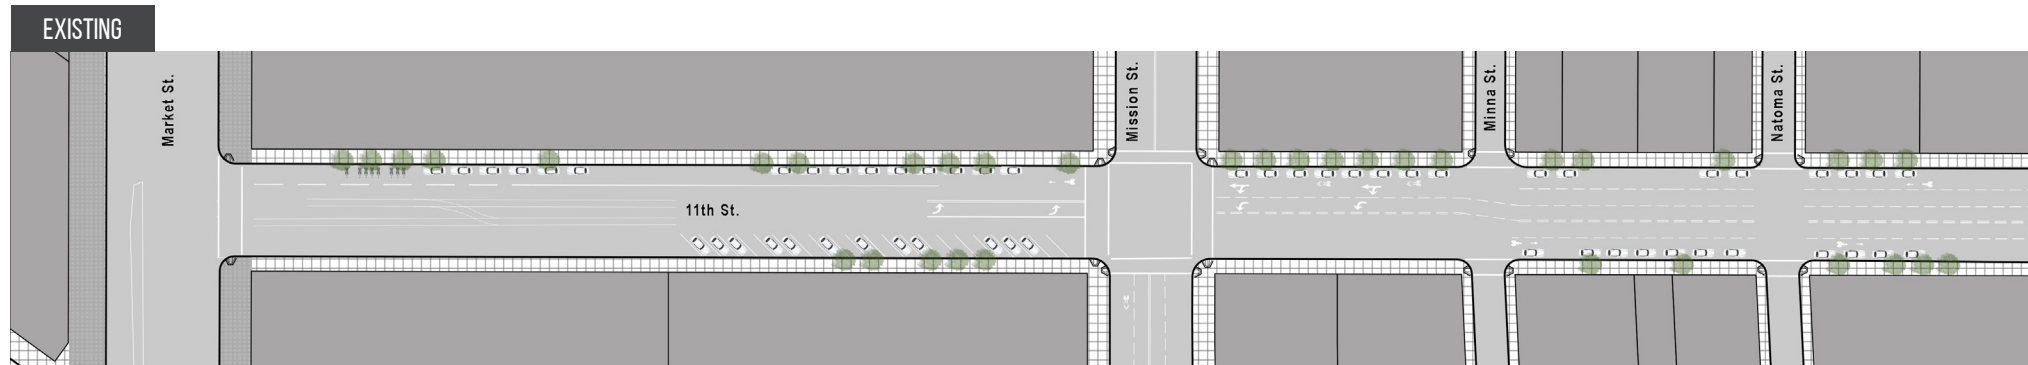 EXISTING
Market St.
Mission St.
Minna St.
Natoma St.
11th St.